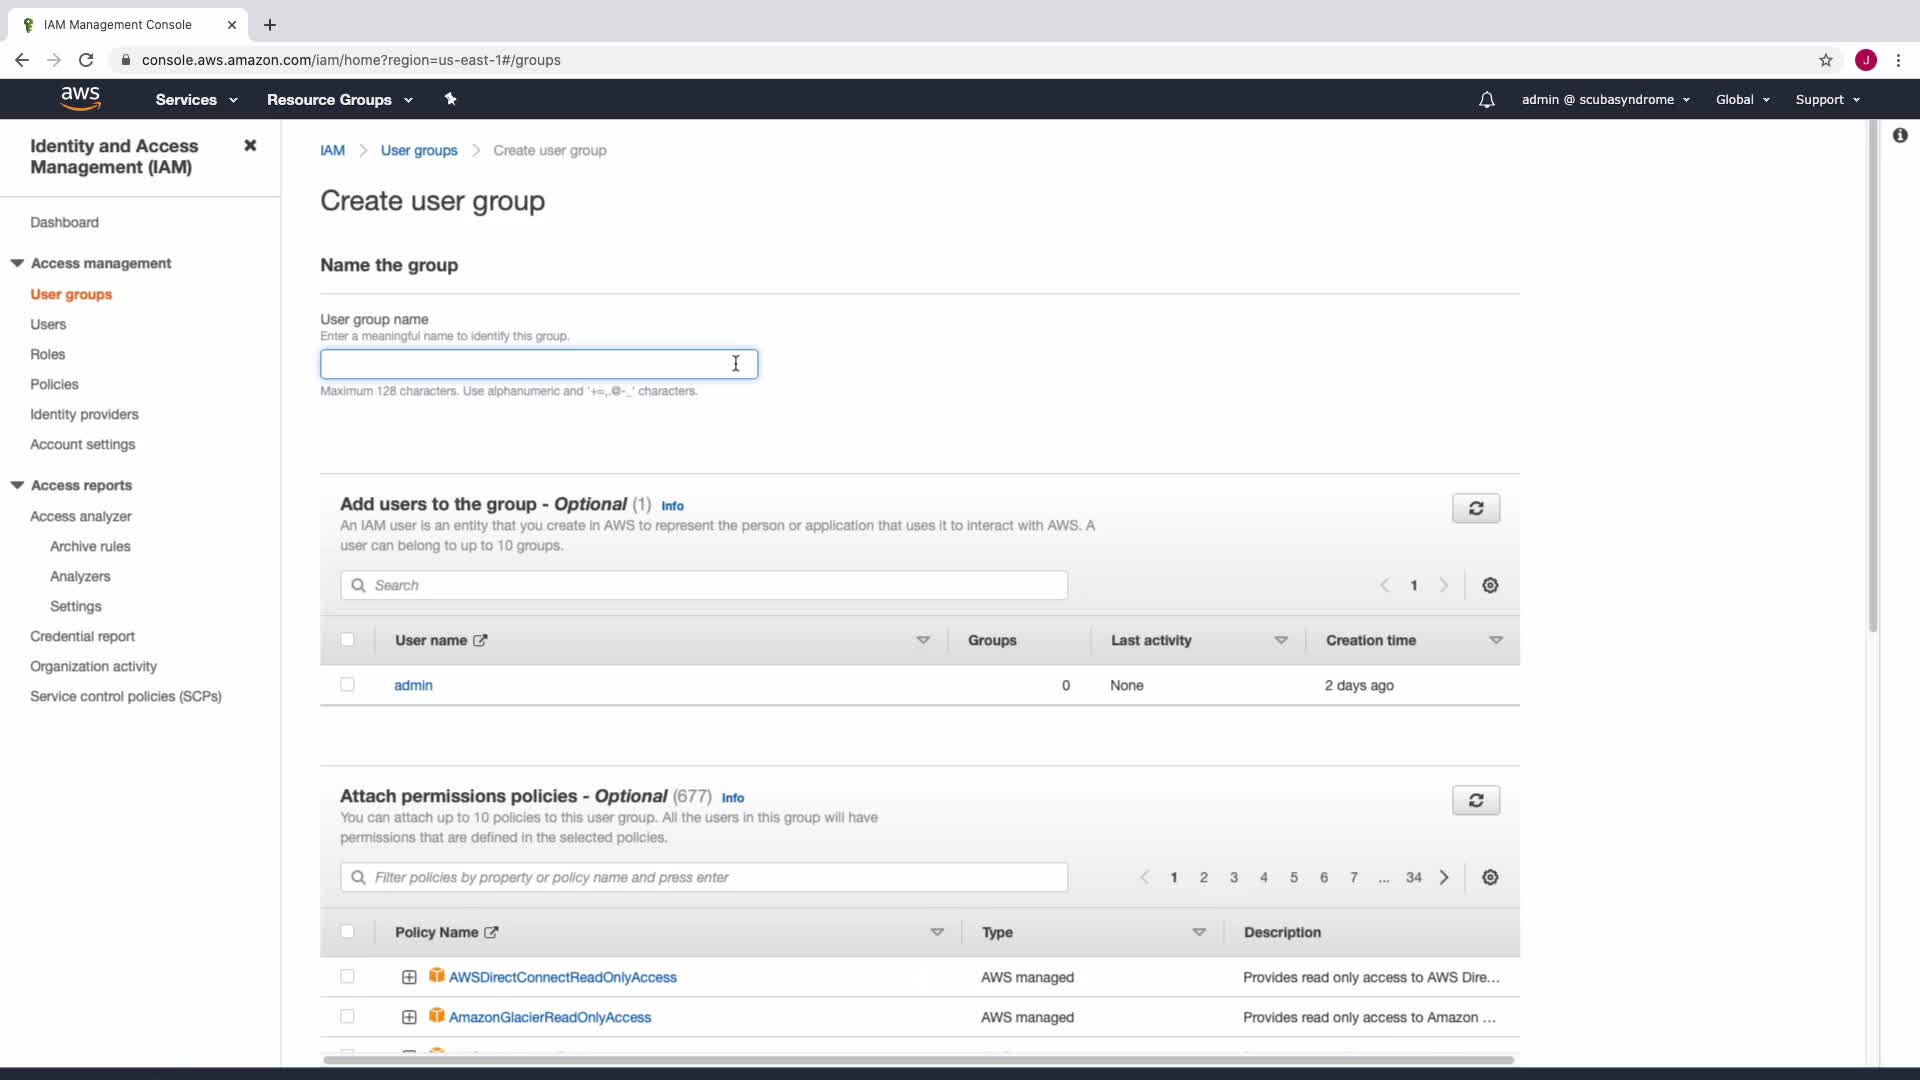 IAM Management Console
console.aws.amazon.com/iam/home?region=us-east-1#/groups
J
aws
Services
Resource Groups
admin @ scubasyndrome
Global
Support
Identity and Access
Management (IAM)
Dashboard
Access management
User groups
Users
Roles
Policies
Identity providers
Account settings
Access reports
Access analyzer
Archive rules
Analyzers
Settings
Credential report
Organization activity
Service control policies (SCPs)
IAM > User groups > Create user group
Create user group
Name the group
User group name
Enter a meaningful name to identify this group.
Maximum 128 characters. Use alphanumeric and '+=,.@-_' characters.
Add users to the group - Optional (1) Info
An IAM user is an entity that you create in AWS to represent the person or application that uses it to interact with AWS. A
user can belong to up to 10 groups.
Search
1
User name Groups Last activity Creation time
admin 0 None 2 days ago
Attach permissions policies - Optional (677) Info
You can attach up to 10 policies to this user group. All the users in this group will have
permissions that are defined in the selected policies.
Filter policies by property or policy name and press enter
1 2 3 4 5 6 7 ... 34
Policy Name Type Description
AWSDirectConnectReadOnlyAccess AWS managed Provides read only access to AWS Dire...
AmazonGlacierReadOnlyAccess AWS managed Provides read only access to Amazon ...